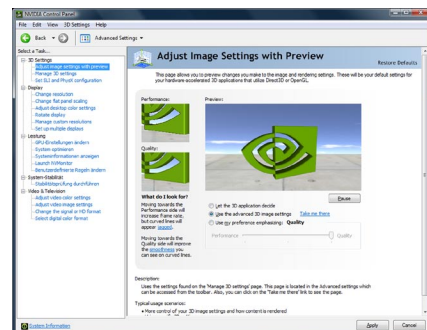 NVIDIA Control Panel
File Edit View 3D Settings Help
Back Advanced Settings
Select a Task...
3D Settings
Adjust image settings with preview
Manage 3D settings
Set SLI and PhysX configuration
Display
Change resolution
Change flat panel scaling
Adjust desktop color settings
Rotate display
Manage custom resolutions
Set up multiple displays
Leistung
GPU-Einstellungen ändern
System optimieren
Systeminformationen anzeigen
Launch NVMonitor
Benutzerdefinierte Regeln ändern
System-Stabilität
Stabilitätsprüfung durchführen
Video & Television
Adjust video color settings
Adjust video image settings
Change the signal or HD format
Select digital color format
System Information
Adjust Image Settings with Preview
Restore Defaults
This page allows you to preview changes you make to the image and rendering settings. These will be your default settings for
your hardware-accelerated 3D applications that utilize Direct3D or OpenGL.
Performance:
Quality:
What do I look for?
Moving towards the
Performance side will
increase frame rate,
but curved lines will
appear jagged.
Moving towards the
Quality side will improve
the smoothness you
can see on curved lines.
Preview:
Pause
Let the 3D application decide
Use the advanced 3D image settings Take me there
Use my preference emphasizing: Quality
Performance Quality
Description:
Uses the settings found on the 'Manage 3D settings' page. This page is located in the Advanced settings which
can be accessed from the toolbar. Also, you can click on the "Take me there" link to see the page.
Typical usage scenarios:
• More control of your 3D image settings and how content is rendered
Apply Cancel